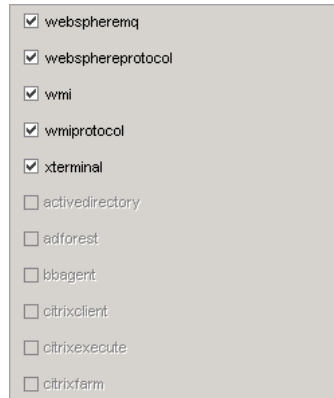 webspheremq
websphereprotocol
wmi
wmiprotocol
xterminal
activedirectory
adforest
bbagent
citrixclient
citrixexecute
citrixfarm